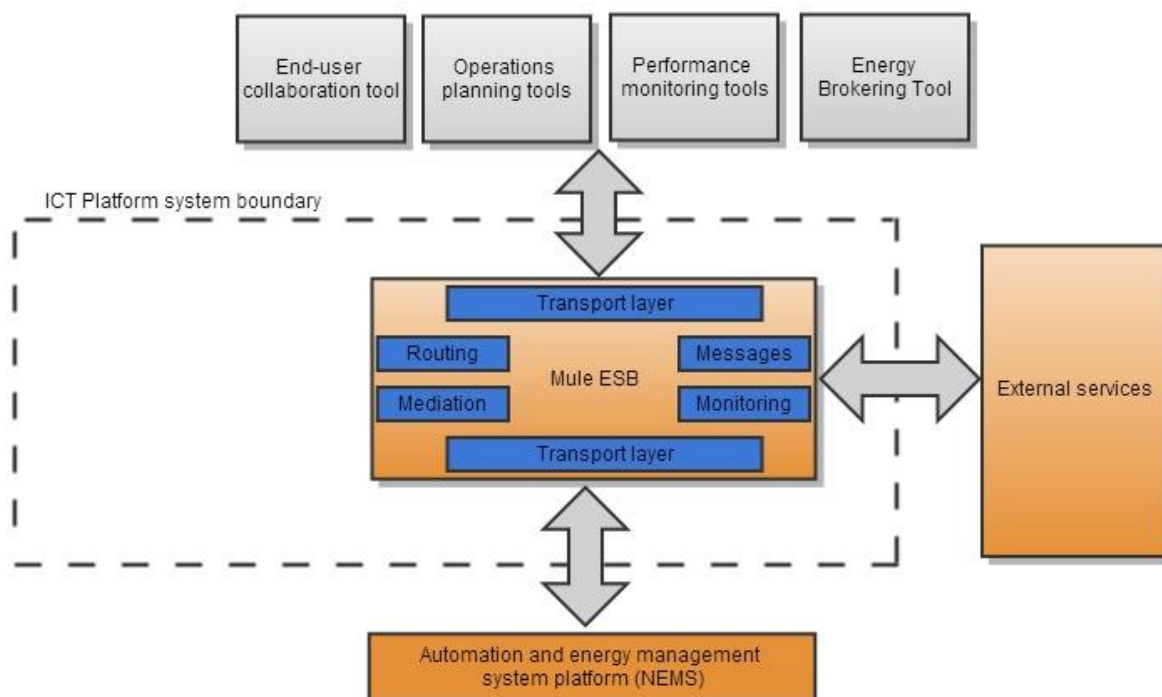 End-user
collaboration tool
Operations
planning tools
Performance
monitoring tools
Energy
Brokering Tool
ICT Platform system boundary
Transport layer
Routing
Messages
Mule ESB
Mediation
Monitoring
Transport layer
External services
Automation and energy management
system platform (NEMS)